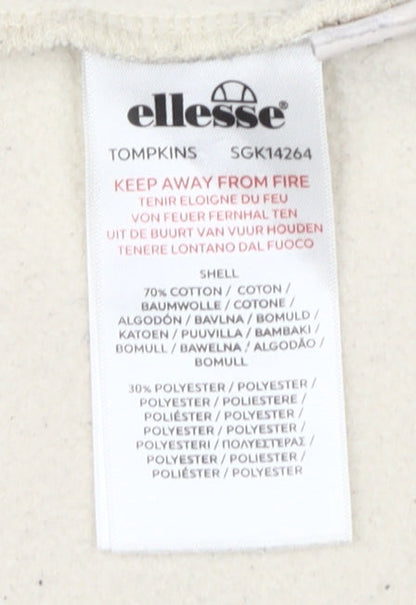 ellesse®
TOMPKINS SGK14264
KEEP AWAY FROM FIRE
TENIR ELOIGNE DU FEU
VON FEUER FERNHAL TEN
UIT DE BUURT VAN VUUR HOUDEN
TENERE LONTANO DAL FUOCO
SHELL
70% COTTON / COTON /
BAUMWOLLE / COTONE /
ALGODÓN / BAVLNA / BOMULD /
KATOEN / PUUVILLA / BAMBAKI /
BOMULL / BAWELNA / ALGODÃO /
BOMULL
30% POLYESTER / POLYESTER /
POLYESTER / POLIESTERE /
POLIÉSTER / POLYESTER /
POLYESTER / POLYESTER /
POLYESTERI / ΠΟΛΥΕΣΤΕΡΑΣ /
POLYESTER / POLIESTER /
POLIÉSTER / POLYESTER